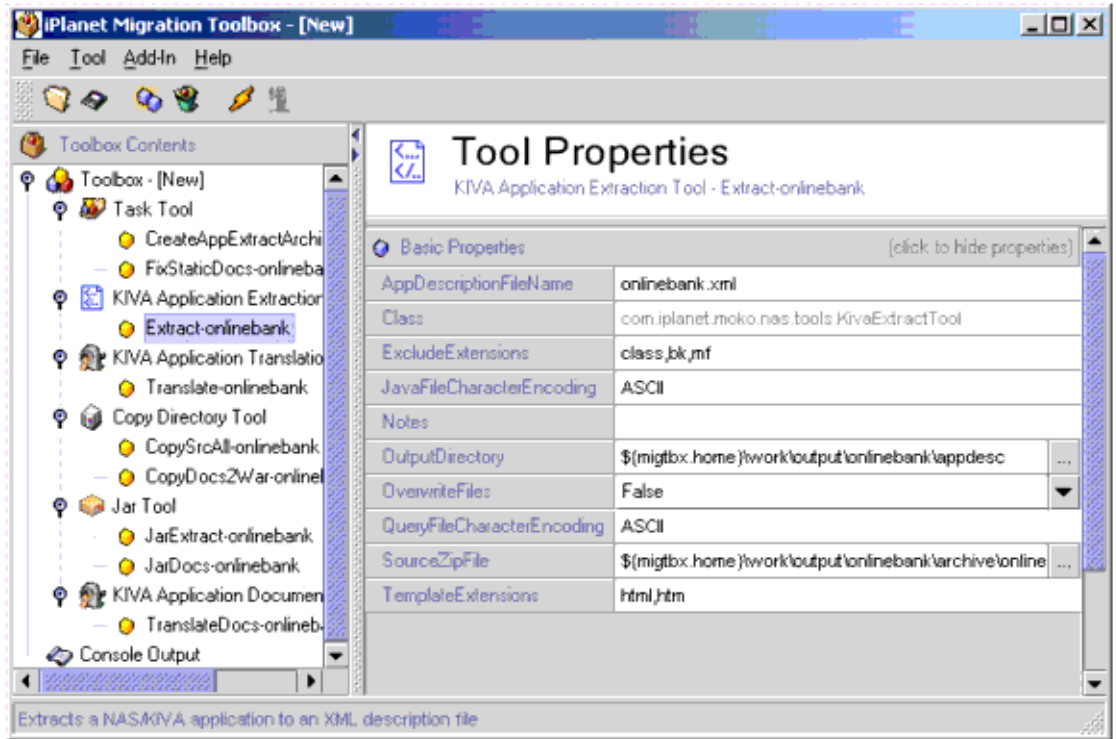 iPlanet Migration Toolbox - [New]
File Tool Add-In Help
Toolbox Contents
Toolbox - [New]
Task Tool
CreateAppExtractArchi
FixStaticDocs-onlineba
KIVA Application Extraction
Extract-onlinebank
KIVA Application Translatio
Translate-onlinebank
Copy Directory Tool
CopySrcAll-onlinebank
CopyDocs2War-onlinel
Jar Tool
JarExtract-onlinebank
JarDocs-onlinebank
KIVA Application Documen
TranslateDocs-onlineb
Console Output
Tool Properties
KIVA Application Extraction Tool - Extract-onlinebank
Basic Properties (click to hide properties)
AppDescriptionFileName onlinebank.xml
Class com.iplanet.moko.nas.tools.KivaExtractTool
ExcludeExtensions class,bk,mf
JavaFileCharacterEncoding ASCII
Notes
OutputDirectory $(migtbx.home)\work\output\onlinebank\appdesc ...
OverwriteFiles False
QueryFileCharacterEncoding ASCII
SourceZipFile $(migtbx.home)\work\output\onlinebank\archive\online ...
TemplateExtensions html,htm
Extracts a NAS/KIVA application to an XML description file